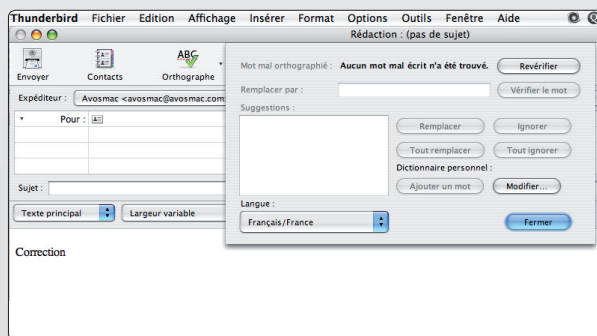 Thunderbird Fichier Edition Affichage Insérer Format Options Outils Fenêtre Aide
Rédaction : (pas de sujet)
ABC
Envoyer Contacts Orthographe
Expéditeur : Avosmac <avosmac@avosmac.com
Pour :
Sujet :
Texte principal Largeur variable
Correction
Mot mal orthographié : Aucun mot mal écrit n'a été trouvé. Revérifier
Remplacer par : Vérifier le mot
Suggestions :
Remplacer Ignorer
Tout remplacer Tout ignorer
Dictionnaire personnel :
Ajouter un mot Modifier...
Langue :
Français/France Fermer